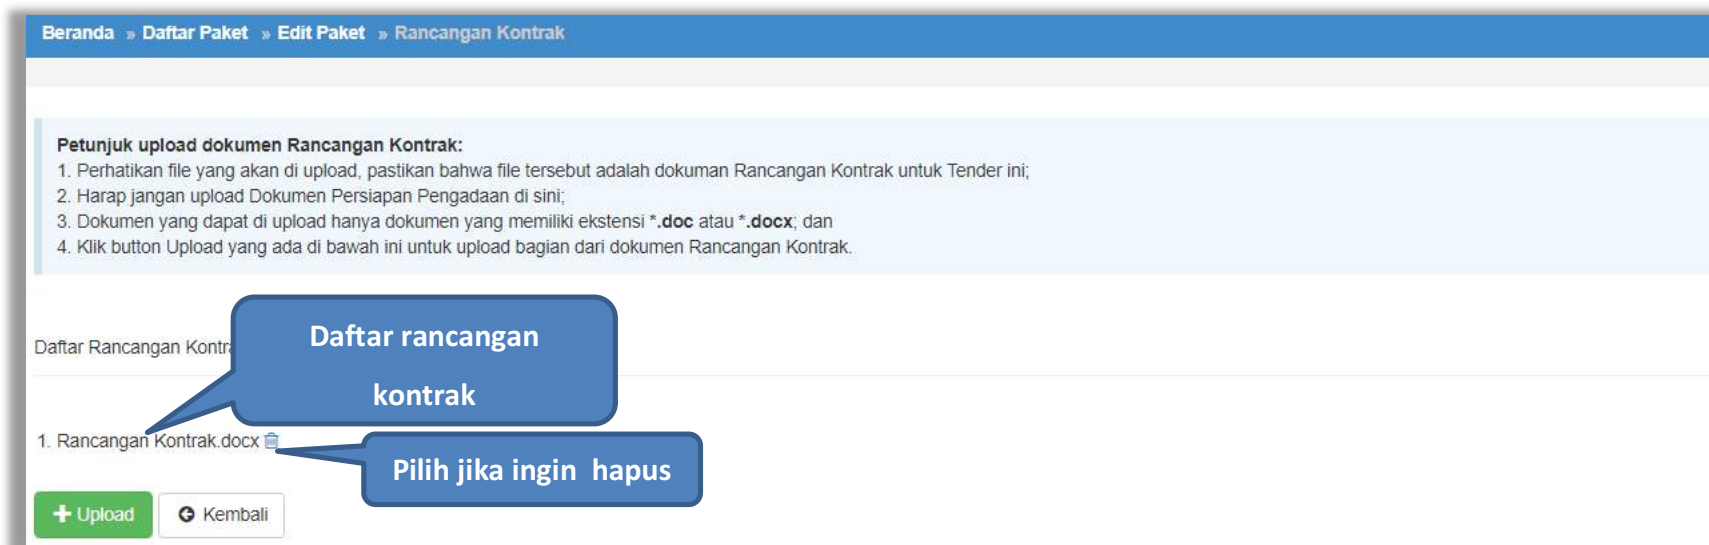 Beranda » Daftar Paket » Edit Paket » Rancangan Kontrak
Petunjuk upload dokumen Rancangan Kontrak:
1. Perhatikan file yang akan di upload, pastikan bahwa file tersebut adalah dokuman Rancangan Kontrak untuk Tender ini;
2. Harap jangan upload Dokumen Persiapan Pengadaan di sini;
3. Dokumen yang dapat di upload hanya dokumen yang memiliki ekstensi *.doc atau *.docx; dan
4. Klik button Upload yang ada di bawah ini untuk upload bagian dari dokumen Rancangan Kontrak.
Daftar rancangan
kontrak
Daftar Rancangan
1. Rancangan Kontrak.docx
Pilih jika ingin hapus
Upload Kembali